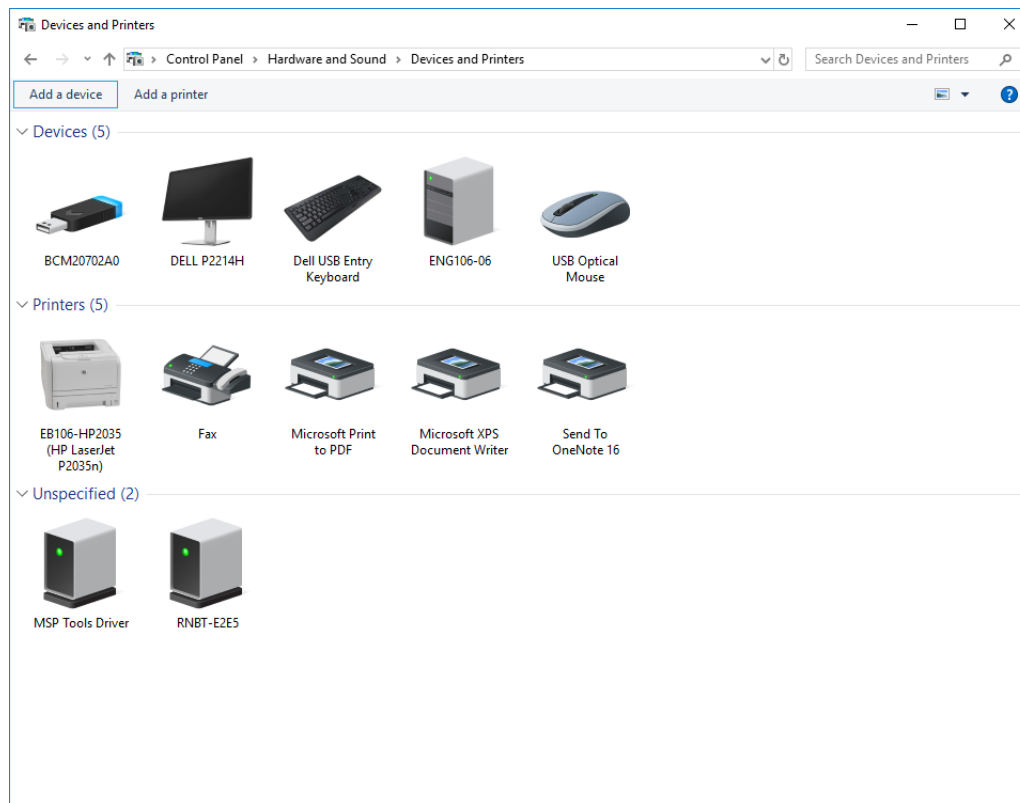 Devices and Printers
Control Panel > Hardware and Sound > Devices and Printers
Search Devices and Printers
Add a device
Add a printer
Devices (5)
BCM20702A0
DELL P2214H
Dell USB Entry
Keyboard
ENG106-06
USB Optical
Mouse
Printers (5)
EB106-HP2035
(HP LaserJet
P2035n)
Fax
Microsoft Print
to PDF
Microsoft XPS
Document Writer
Send To
OneNote 16
Unspecified (2)
MSP Tools Driver
RNBT-E2E5